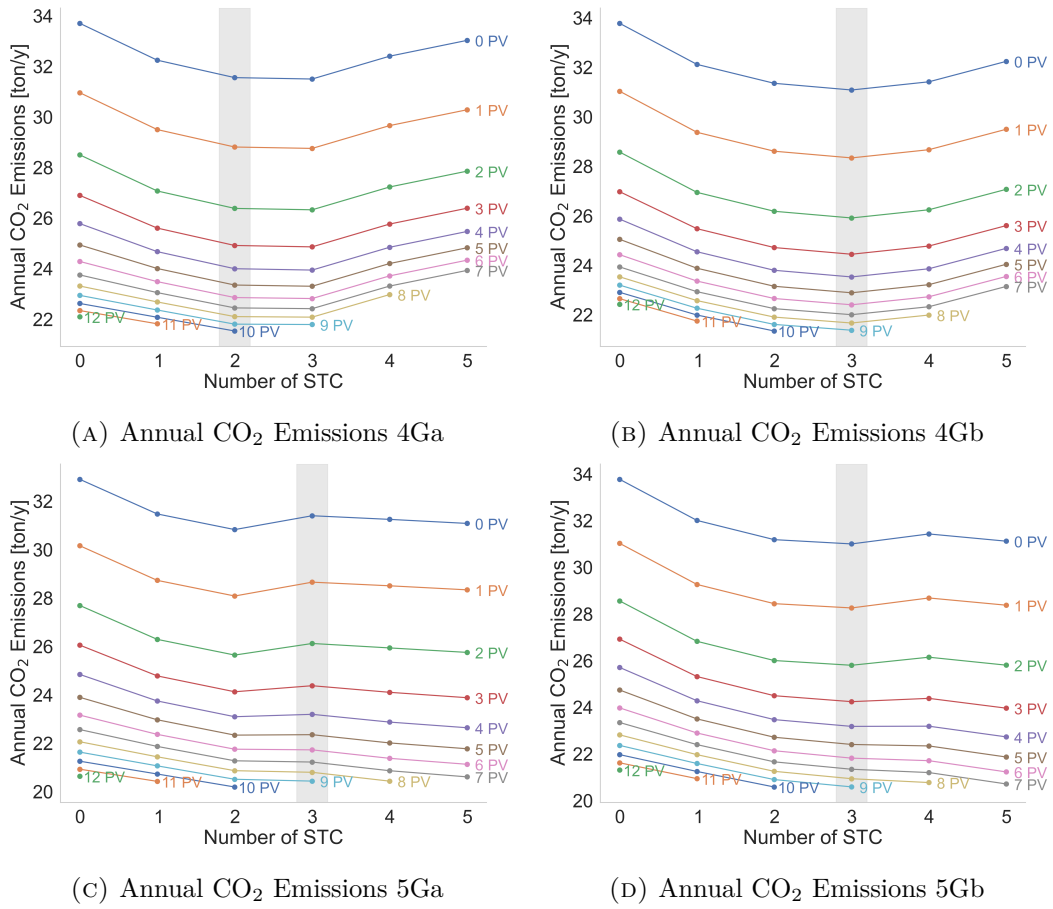 Annual CO₂ Emissions [ton/y]
34
32
30
28
26
24
22
0 PV
1 PV
2 PV
3 PV
4 PV
5 PV
6 PV
7 PV
8 PV
9 PV
10 PV
11 PV
12 PV
0 1 2 3 4 5
Number of STC
(A) Annual CO₂ Emissions 4Ga
Annual CO₂ Emissions [ton/y]
34
32
30
28
26
24
22
0 PV
1 PV
2 PV
3 PV
4 PV
5 PV
6 PV
7 PV
8 PV
9 PV
10 PV
11 PV
12 PV
0 1 2 3 4 5
Number of STC
(B) Annual CO₂ Emissions 4Gb
Annual CO₂ Emissions [ton/y]
32
30
28
26
24
22
20
0 PV
1 PV
2 PV
3 PV
4 PV
5 PV
6 PV
7 PV
8 PV
9 PV
10 PV
11 PV
12 PV
0 1 2 3 4 5
Number of STC
(C) Annual CO₂ Emissions 5Ga
Annual CO₂ Emissions [ton/y]
34
32
30
28
26
24
22
20
0 PV
1 PV
2 PV
3 PV
4 PV
5 PV
6 PV
7 PV
8 PV
9 PV
10 PV
11 PV
12 PV
0 1 2 3 4 5
Number of STC
(D) Annual CO₂ Emissions 5Gb